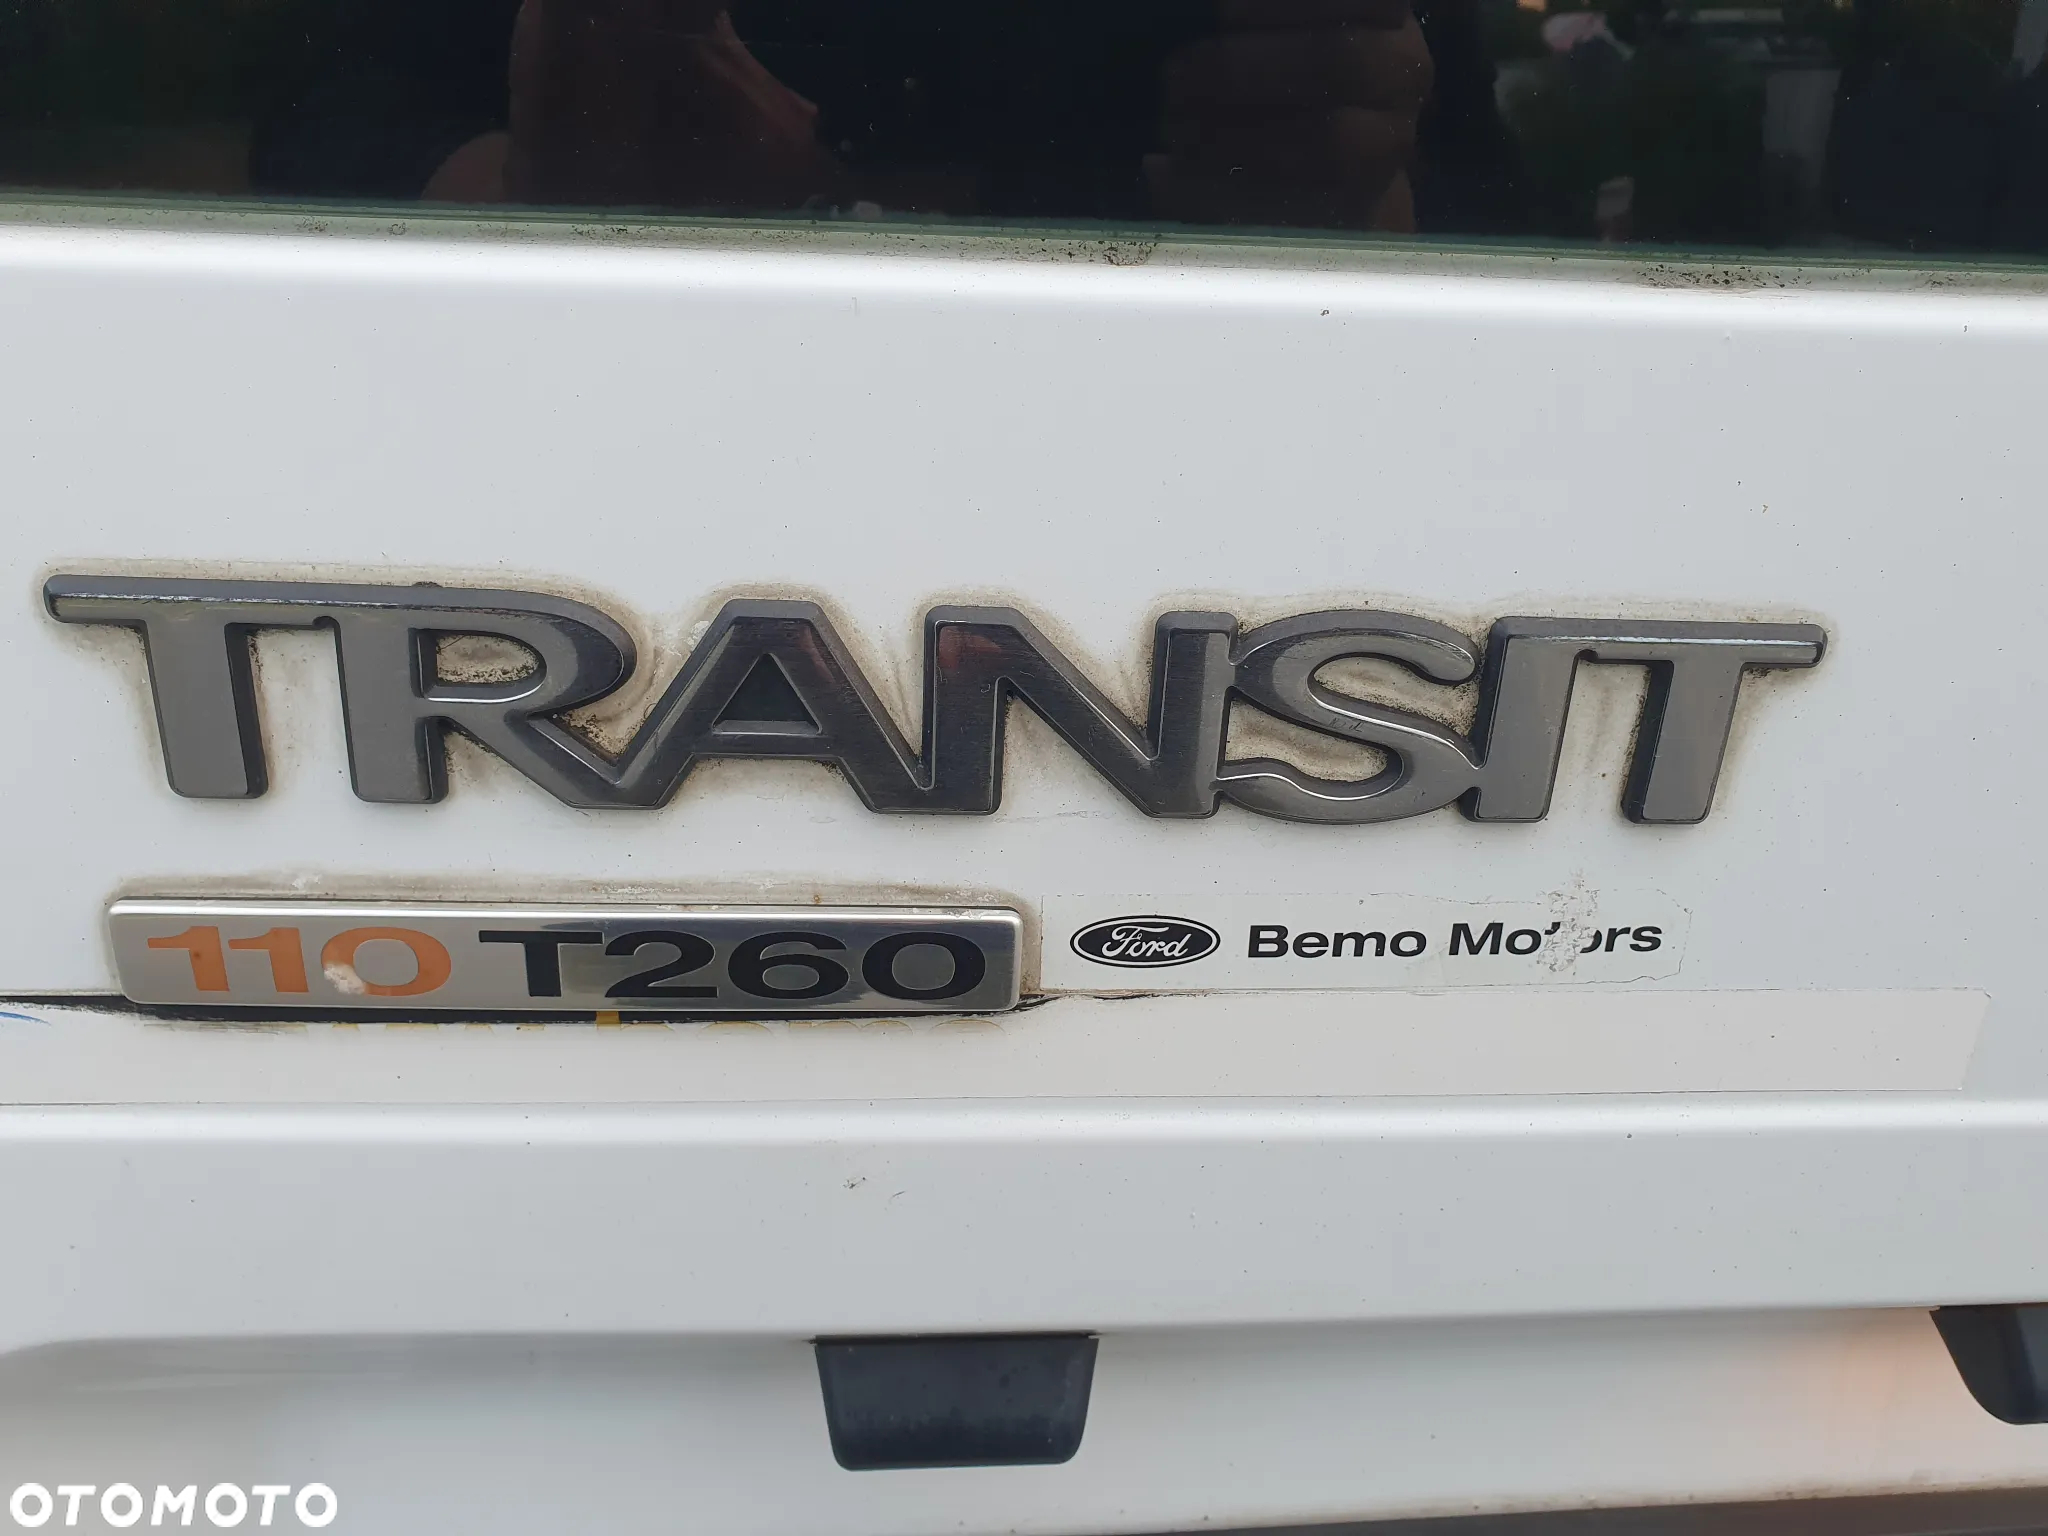 TRANSIT
110 T260
Ford Bemo Motors
OTOMOTO